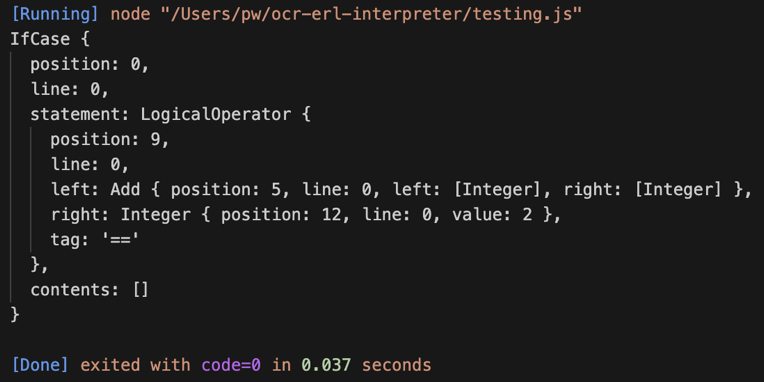 [Running] node "/Users/pw/ocr-erl-interpreter/testing.js"
IfCase {
  position: 0,
  line: 0,
  statement: LogicalOperator {
    position: 9,
    line: 0,
    left: Add { position: 5, line: 0, left: [Integer], right: [Integer] },
    right: Integer { position: 12, line: 0, value: 2 },
    tag: '=='
  },
  contents: []
}

[Done] exited with code=0 in 0.037 seconds